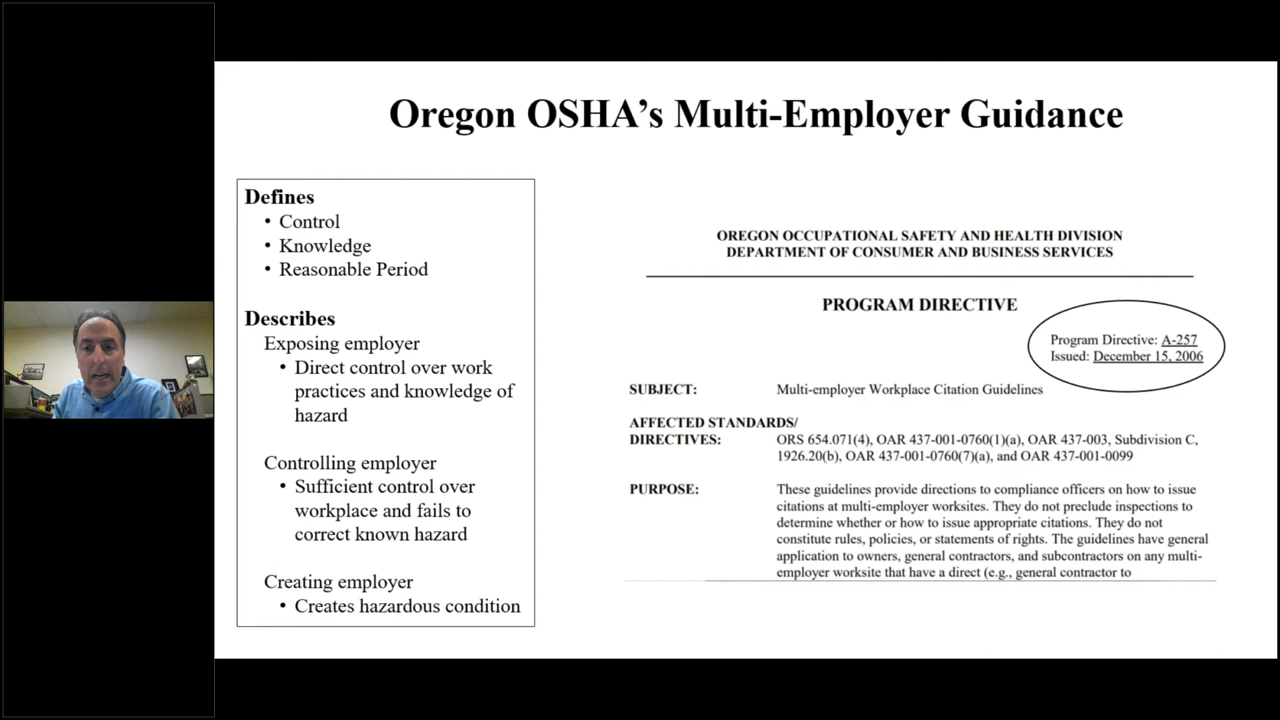 Oregon OSHA’s Multi-Employer Guidance
Defines
• Control
• Knowledge
• Reasonable Period
Describes
Exposing employer
• Direct control over work
practices and knowledge of
hazard
Controlling employer
• Sufficient control over
workplace and fails to
correct known hazard
Creating employer
• Creates hazardous condition
OREGON OCCUPATIONAL SAFETY AND HEALTH DIVISION
DEPARTMENT OF CONSUMER AND BUSINESS SERVICES
PROGRAM DIRECTIVE
Program Directive: A-257
Issued: December 15, 2006
SUBJECT: Multi-employer Workplace Citation Guidelines
AFFECTED STANDARDS/
DIRECTIVES: ORS 654.071(4), OAR 437-001-0760(1)(a), OAR 437-003, Subdivision C,
1926.20(b), OAR 437-001-0760(7)(a), and OAR 437-001-0099
PURPOSE: These guidelines provide directions to compliance officers on how to issue
citations at multi-employer worksites. They do not preclude inspections to
determine whether or how to issue appropriate citations. They do not
constitute rules, policies, or statements of rights. The guidelines have general
application to owners, general contractors, and subcontractors on any multi-
employer worksite that have a direct (e.g., general contractor to